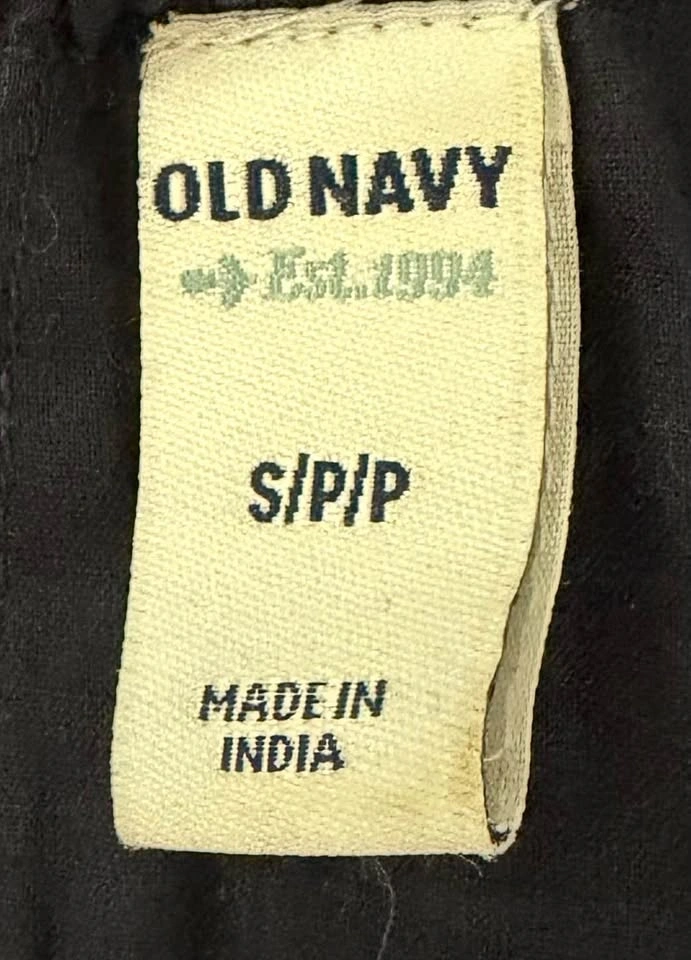 OLD NAVY
Est. 1994
S/P/P
MADE IN
INDIA